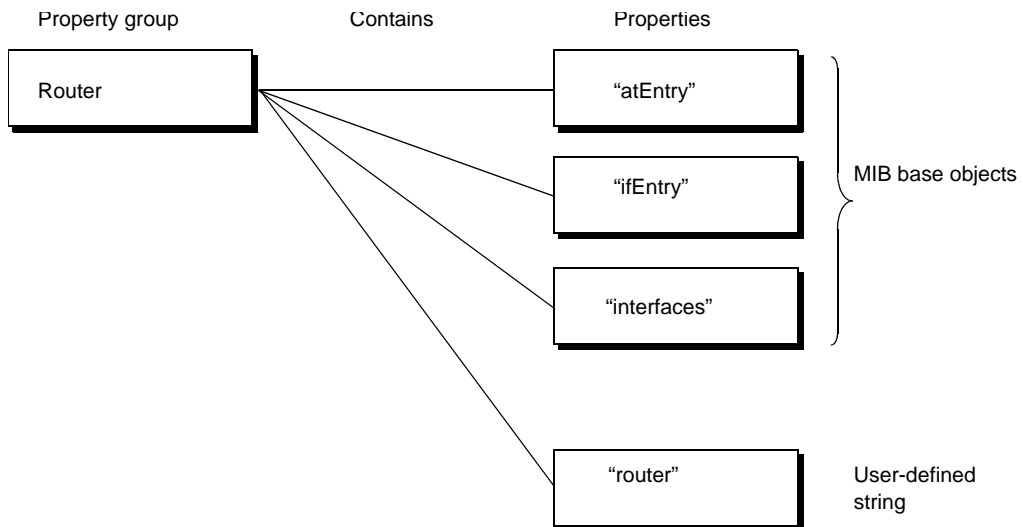 Property group Contains Properties
Router
“atEntry”
“ifEntry”
MIB base objects
“interfaces”
“router”
User-defined
string